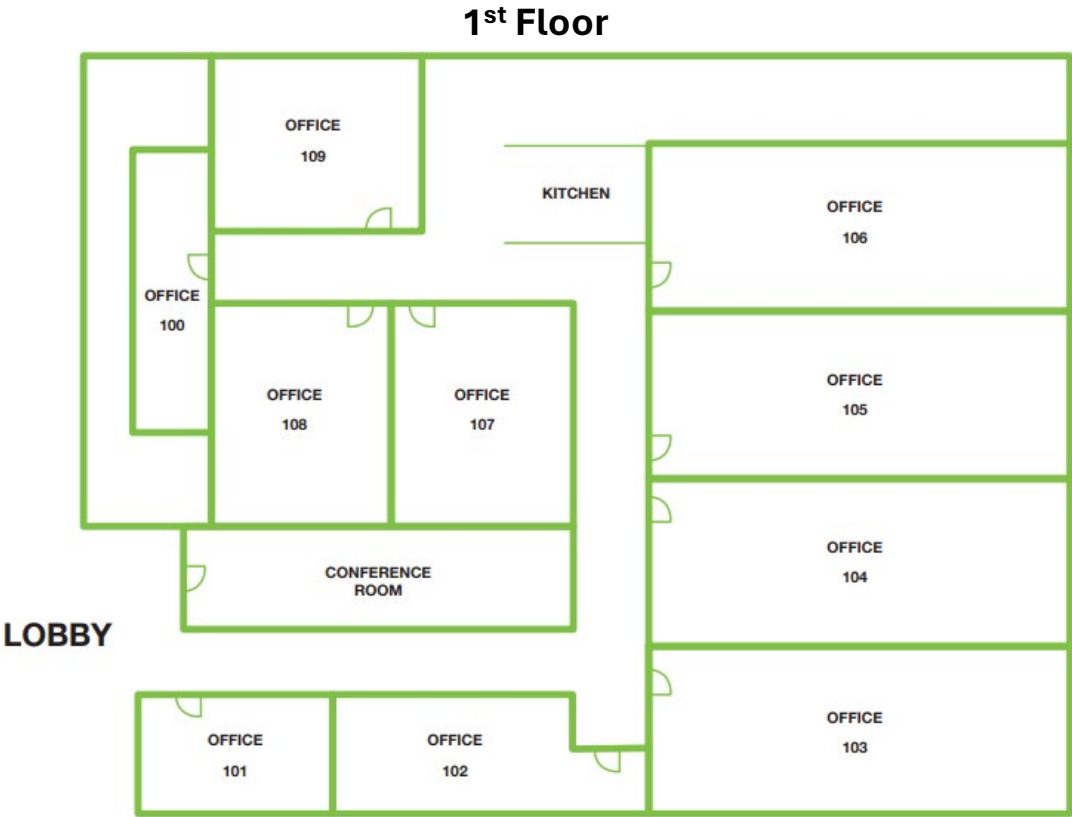 1st Floor
OFFICE
109
KITCHEN
OFFICE
106
OFFICE
100
OFFICE
108
OFFICE
107
OFFICE
105
CONFERENCE
ROOM
OFFICE
104
LOBBY
OFFICE
101
OFFICE
102
OFFICE
103